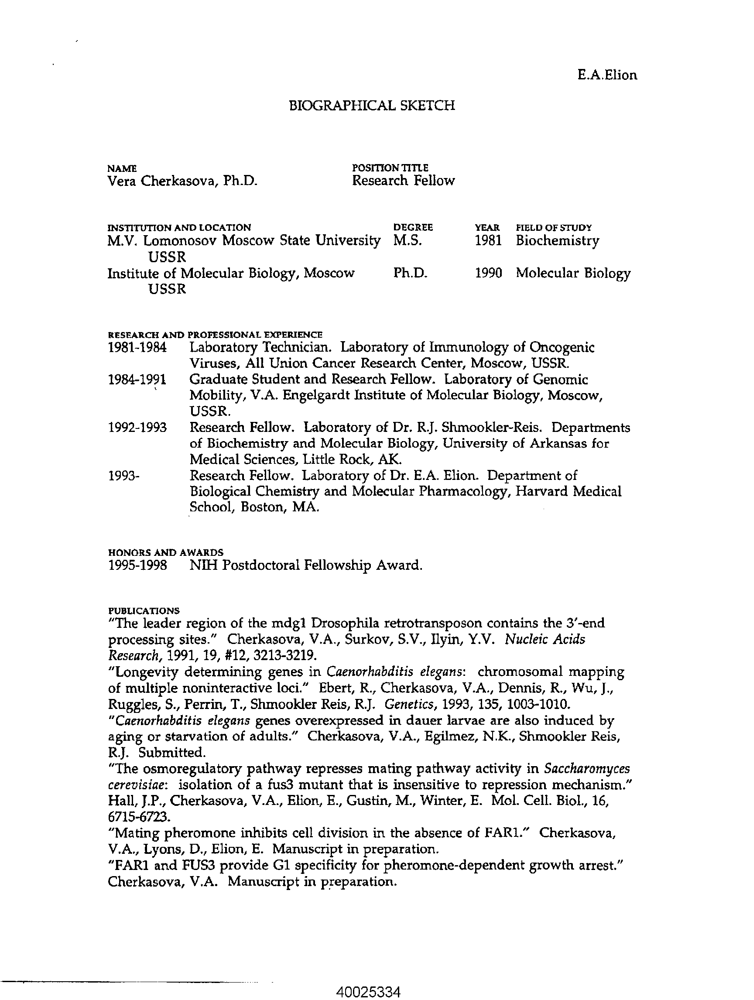 E.A.Elion
BIOGRAPHICAL SKETCH
NAME POSITION TITLE
Vera Cherkasova, Ph.D. Research Fellow
INSTITUTION AND LOCATION DEGREE YEAR FIELD OF STUDY
M.V. Lomonosov Moscow State University M.S. 1981 Biochemistry
USSR
Institute of Molecular Biology, Moscow Ph.D. 1990 Molecular Biology
USSR
RESEARCH AND PROFESSIONAL EXPERIENCE
1981-1984 Laboratory Technician. Laboratory of Immunology of Oncogenic
Viruses, All Union Cancer Research Center, Moscow, USSR.
1984-1991 Graduate Student and Research Fellow. Laboratory of Genomic
Mobility, V.A. Engelgardt Institute of Molecular Biology, Moscow,
USSR.
1992-1993 Research Fellow. Laboratory of Dr. R.J. Shmookler-Reis. Departments
of Biochemistry and Molecular Biology, University of Arkansas for
Medical Sciences, Little Rock, AK.
1993- Research Fellow. Laboratory of Dr. E.A. Elion. Department of
Biological Chemistry and Molecular Pharmacology, Harvard Medical
School, Boston, MA.
HONORS AND AWARDS
1995-1998 NIH Postdoctoral Fellowship Award.
PUBLICATIONS
"The leader region of the mdg1 Drosophila retrotransposon contains the 3'-end
processing sites." Cherkasova, V.A., Surkov, S.V., Ilyin, Y.V. Nucleic Acids
Research, 1991, 19, #12, 3213-3219.
"Longevity determining genes in Caenorhabditis elegans: chromosomal mapping
of multiple noninteractive loci." Ebert, R., Cherkasova, V.A., Dennis, R., Wu, J.,
Ruggles, S., Perrin, T., Shmookler Reis, R.J. Genetics, 1993, 135, 1003-1010.
"Caenorhabditis elegans genes overexpressed in dauer larvae are also induced by
aging or starvation of adults." Cherkasova, V.A., Egilmez, N.K., Shmookler Reis,
R.J. Submitted.
"The osmoregulatory pathway represses mating pathway activity in Saccharomyces
cerevisiae: isolation of a fus3 mutant that is insensitive to repression mechanism."
Hall, J.P., Cherkasova, V.A., Elion, E., Gustin, M., Winter, E. Mol. Cell. Biol., 16,
6715-6723.
"Mating pheromone inhibits cell division in the absence of FAR1." Cherkasova,
V.A., Lyons, D., Elion, E. Manuscript in preparation.
"FAR1 and FUS3 provide G1 specificity for pheromone-dependent growth arrest."
Cherkasova, V.A. Manuscript in preparation.
40025334